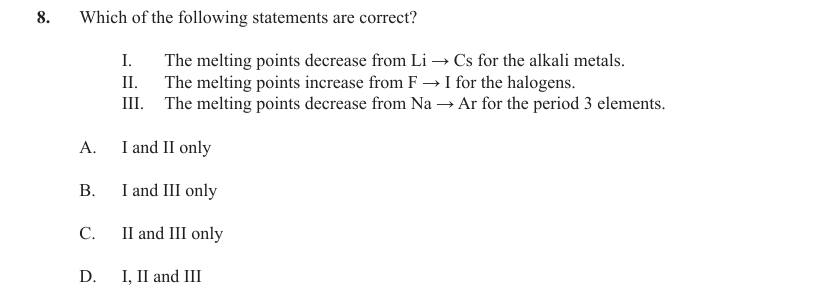 8. Which of the following statements are correct?
I. The melting points decrease from Li → Cs for the alkali metals.
II. The melting points increase from F → I for the halogens.
III. The melting points decrease from Na → Ar for the period 3 elements.
A. I and II only
B. I and III only
C. II and III only
D. I, II and III